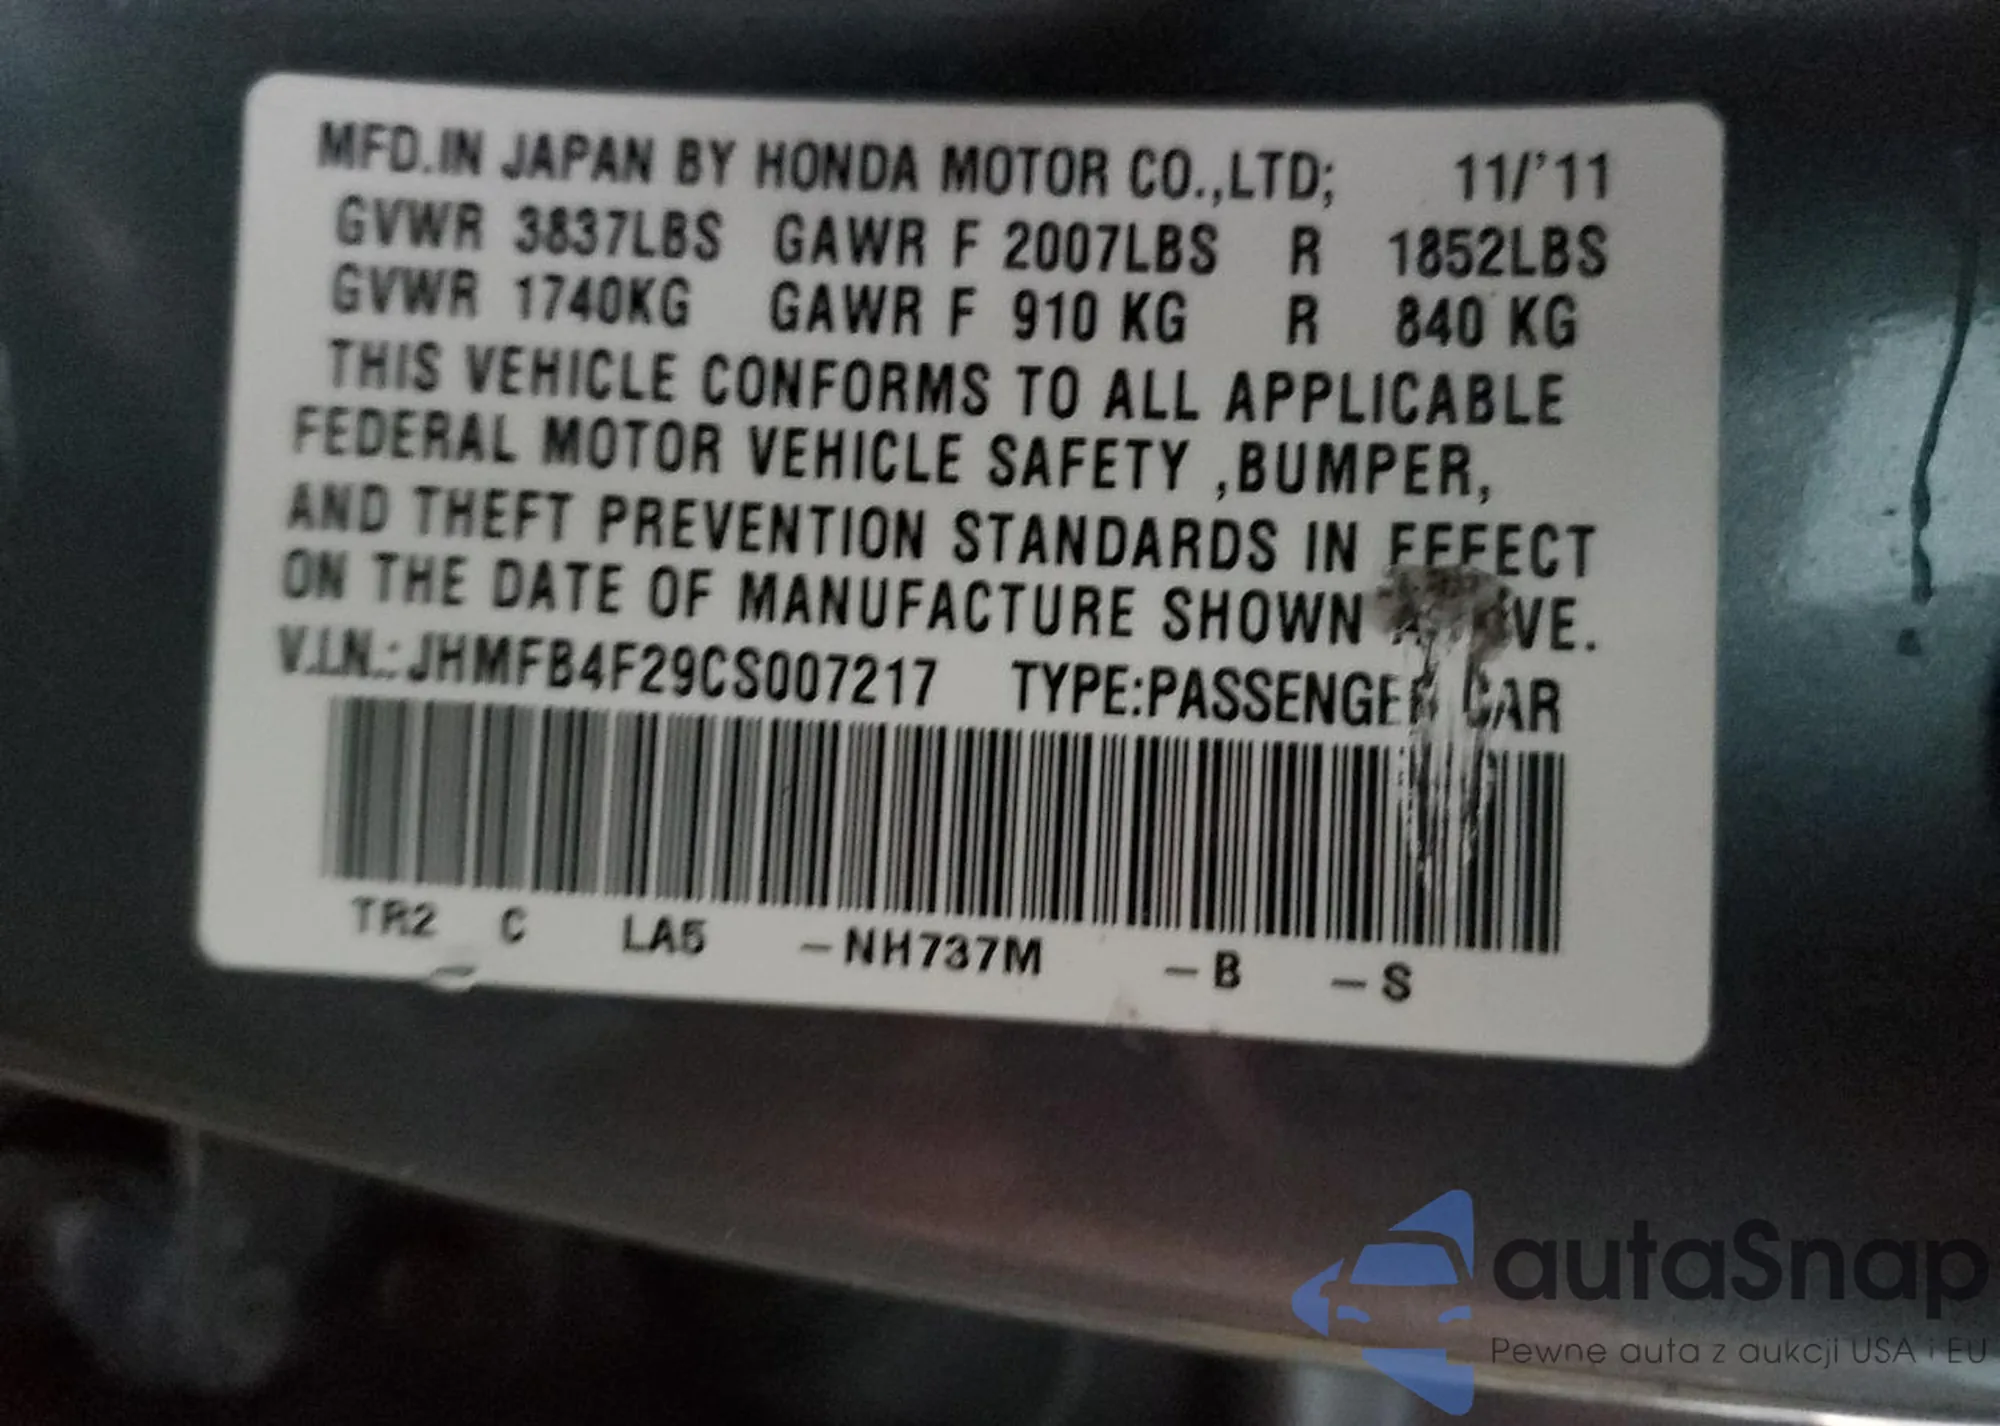 MFD.IN JAPAN BY HONDA MOTOR CO.,LTD; 11/'11
GVWR 3837LBS GAWR F 2007LBS R 1852LBS
GVWR 1740KG GAWR F 910 KG R 840 KG
THIS VEHICLE CONFORMS TO ALL APPLICABLE
FEDERAL MOTOR VEHICLE SAFETY ,BUMPER,
AND THEFT PREVENTION STANDARDS IN EFFECT
ON THE DATE OF MANUFACTURE SHOWN
V.I.N.:JHMFB4F29CS007217 TYPE:PASSENGER CAR
TR2 C LA5 –NH737M –B –S
autaSnap
Pewne auta z aukcji USA i EU